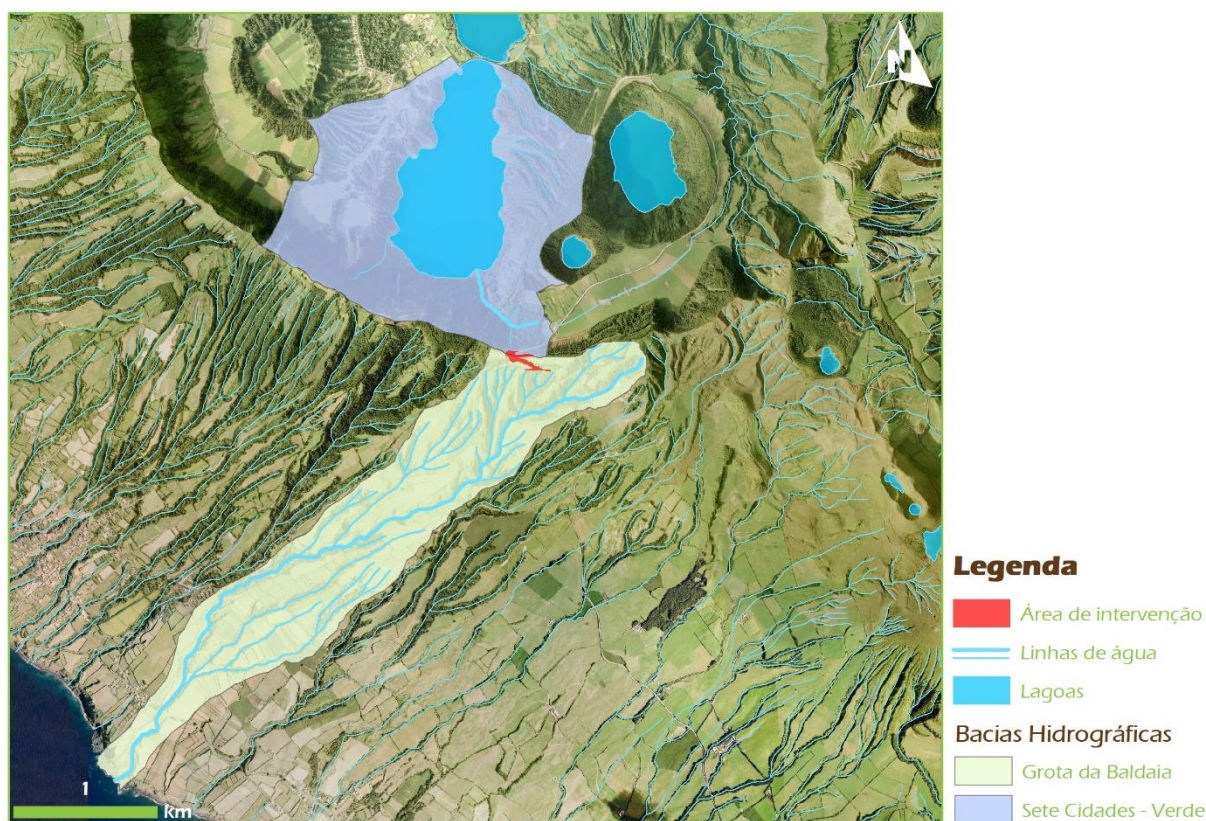 N
1
km
Legenda
Área de intervenção
Linhas de água
Lagoas
Bacias Hidrográficas
Grota da Baldaia
Sete Cidades - Verde